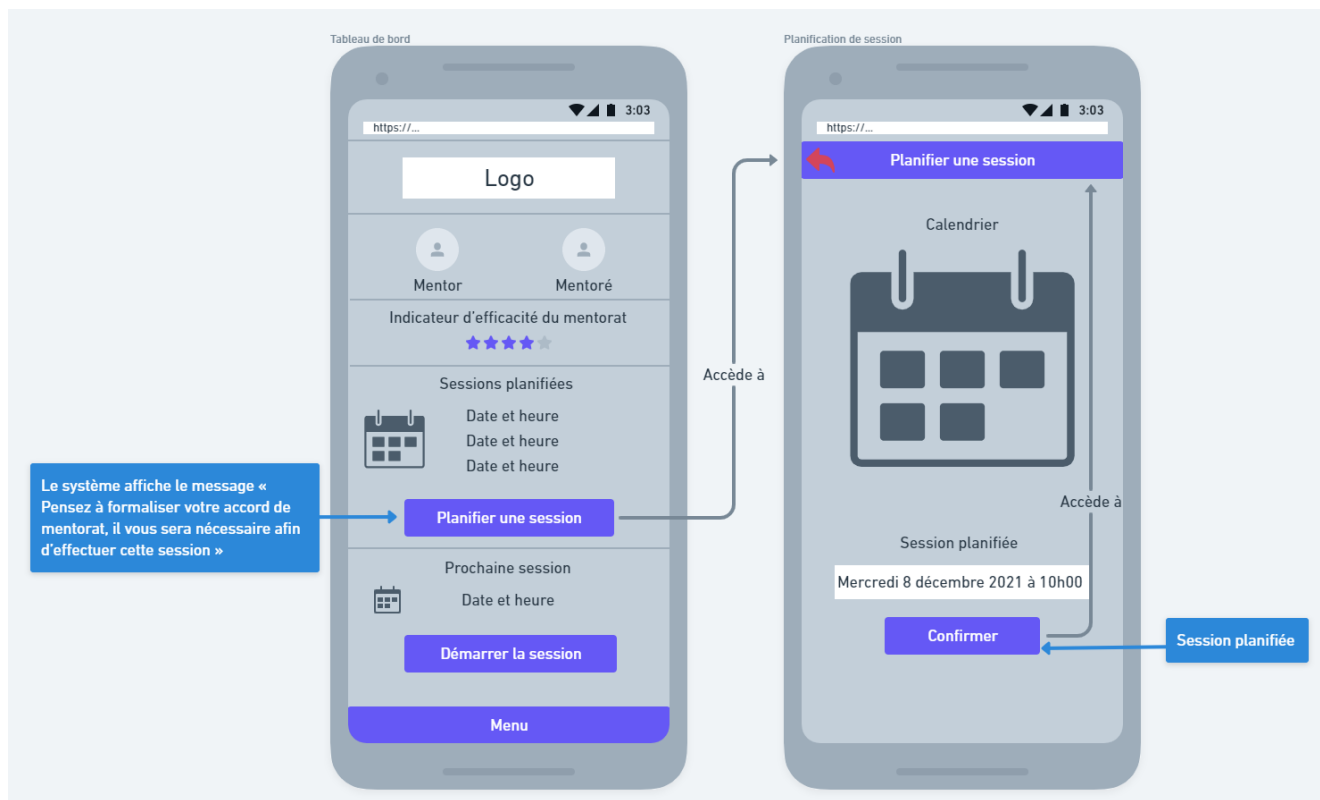 Tableau de bord
3:03
https://...
Logo
Mentor
Mentoré
Indicateur d'efficacité du mentorat
Sessions planifiées
Date et heure
Date et heure
Date et heure
Planifier une session
Prochaine session
Date et heure
Démarrer la session
Menu
Le système affiche le message «
Pensez à formaliser votre accord de
mentorat, il vous sera nécessaire afin
d'effectuer cette session »
Accède à
Planification de session
3:03
https://...
Planifier une session
Calendrier
Accède à
Session planifiée
Mercredi 8 décembre 2021 à 10h00
Confirmer
Session planifiée